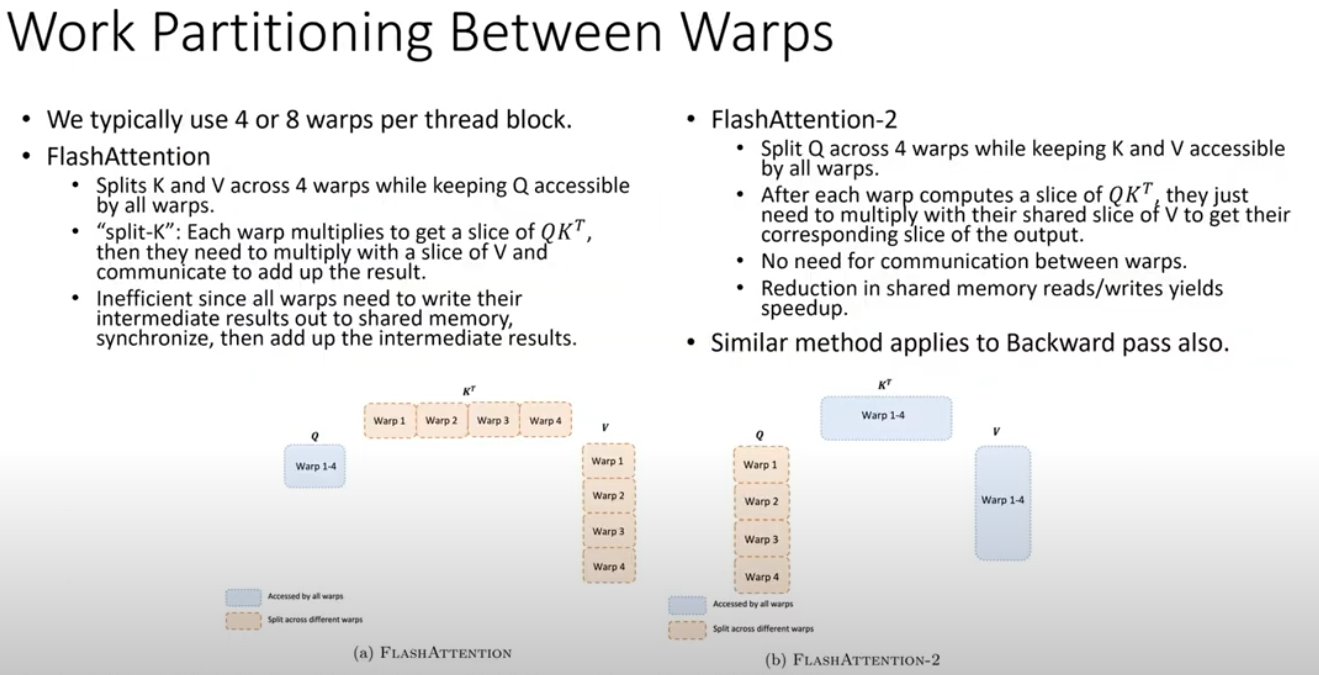 Work Partitioning Between Warps
• We typically use 4 or 8 warps per thread block.
• FlashAttention
• Splits K and V across 4 warps while keeping Q accessible
by all warps.
• “split-K”: Each warp multiplies to get a slice of QKᵀ,
then they need to multiply with a slice of V and
communicate to add up the result.
• Inefficient since all warps need to write their
intermediate results out to shared memory,
synchronize, then add up the intermediate results.
Kᵀ
Warp 1 Warp 2 Warp 3 Warp 4
Q
Warp 1-4
V
Warp 1
Warp 2
Warp 3
Warp 4
Accessed by all warps
Split across different warps
(a) FLASHATTENTION
• FlashAttention-2
• Split Q across 4 warps while keeping K and V accessible
by all warps.
• After each warp computes a slice of QKᵀ, they just
need to multiply with their shared slice of V to get their
corresponding slice of the output.
• No need for communication between warps.
• Reduction in shared memory reads/writes yields
speedup.
• Similar method applies to Backward pass also.
Kᵀ
Warp 1-4
Q
Warp 1
Warp 2
Warp 3
Warp 4
V
Warp 1-4
Accessed by all warps
Split across different warps
(b) FLASHATTENTION-2